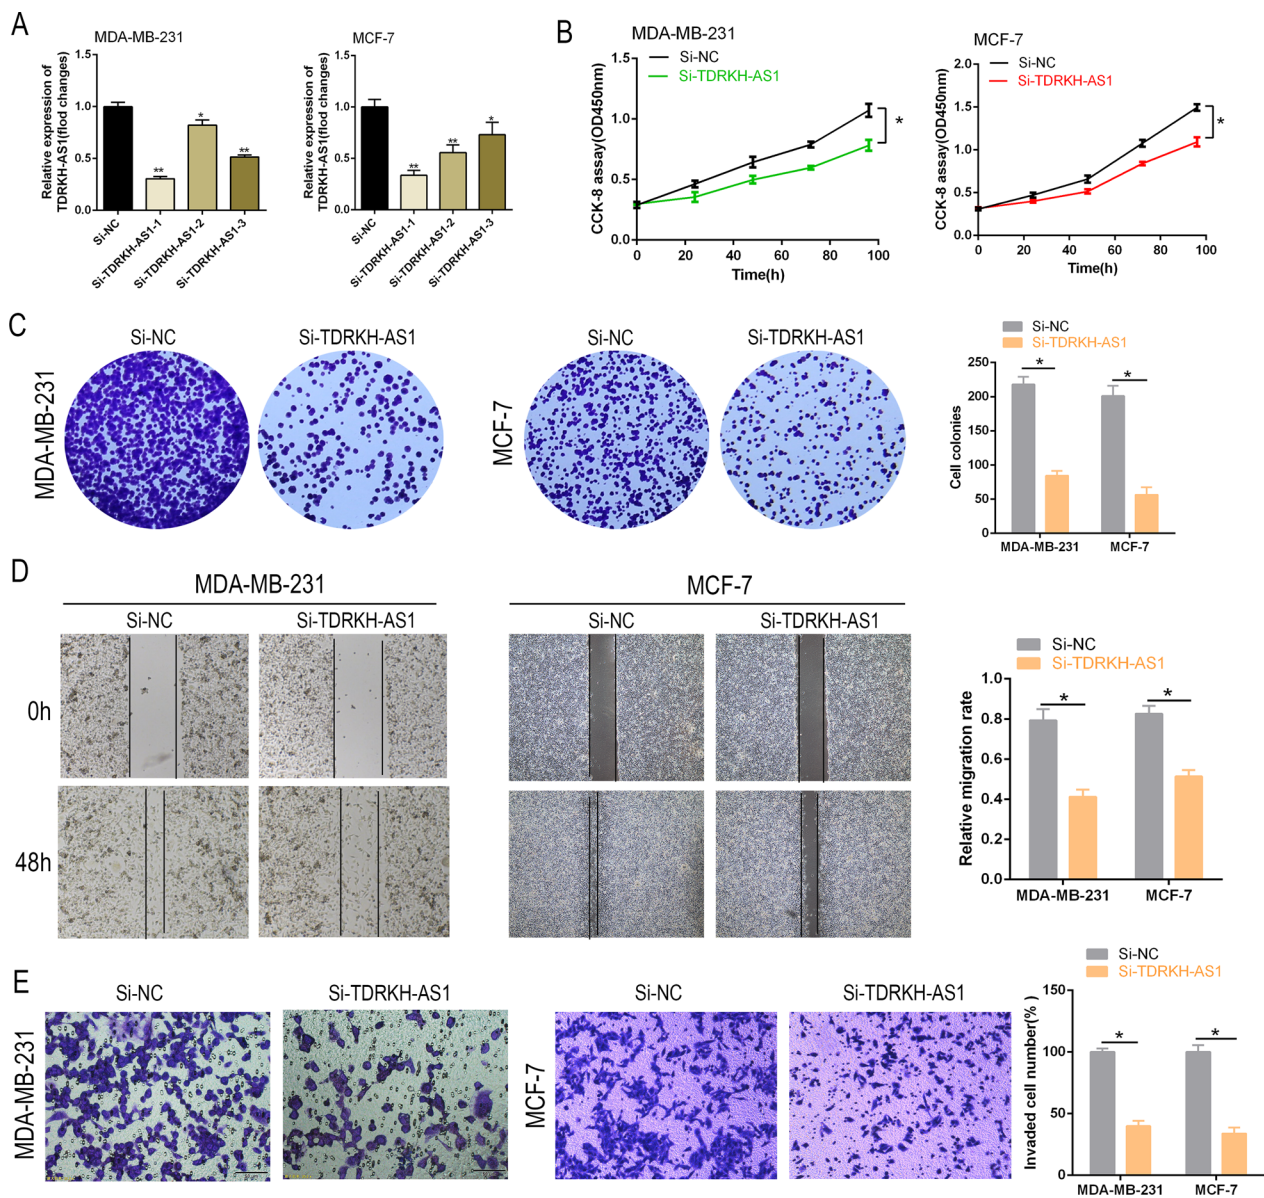 A
MDA-MB-231
Relative expression of
TDRKH-AS1(flod changes)
1.5
1.0
0.5
0.0
**
*
**
Si-NC
Si-TDRKH-AS1-1
Si-TDRKH-AS1-2
Si-TDRKH-AS1-3
MCF-7
Relative expression of
TDRKH-AS1(flod changes)
1.5
1.0
0.5
0.0
**
**
*
Si-NC
Si-TDRKH-AS1-1
Si-TDRKH-AS1-2
Si-TDRKH-AS1-3
B
MDA-MB-231
Si-NC
Si-TDRKH-AS1
CCK-8 assay(OD450nm)
1.5
1.0
0.5
0.0
*
0 20 40 60 80 100
Time(h)
MCF-7
Si-NC
Si-TDRKH-AS1
CCK-8 assay(OD450nm)
2.0
1.5
1.0
0.5
0.0
*
0 20 40 60 80 100
Time(h)
C
Si-NC Si-TDRKH-AS1
MDA-MB-231
Si-NC Si-TDRKH-AS1
MCF-7
Si-NC
Si-TDRKH-AS1
Cell colonies
250
200
150
100
50
0
* *
MDA-MB-231 MCF-7
D
MDA-MB-231
Si-NC Si-TDRKH-AS1
MCF-7
Si-NC Si-TDRKH-AS1
0h
48h
Si-NC
Si-TDRKH-AS1
Relative migration rate
1.0
0.8
0.6
0.4
0.2
0.0
* *
MDA-MB-231 MCF-7
E
Si-NC Si-TDRKH-AS1
MDA-MB-231
Si-NC Si-TDRKH-AS1
MCF-7
Si-NC
Si-TDRKH-AS1
Invaded cell number(% )
150
100
50
0
* *
MDA-MB-231 MCF-7